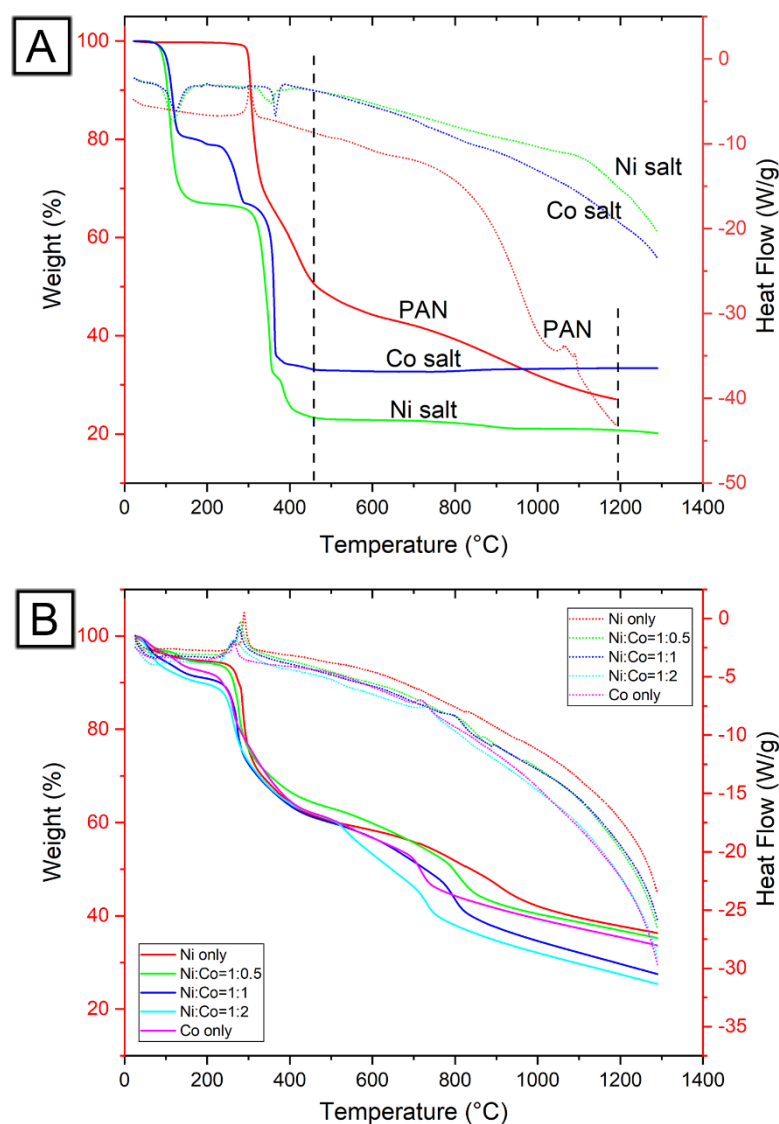 A
100
80
60
40
20
Weight (%)
0
-10
-20
-30
-40
-50
Heat Flow (W/g)
Ni salt
Co salt
PAN
PAN
Co salt
Ni salt
0
200
400
600
800
1000
1200
1400
Temperature (°C)
B
100
80
60
40
20
Weight (%)
0
-5
-10
-15
-20
-25
-30
-35
Heat Flow (W/g)
Ni only
Ni:Co=1:0.5
Ni:Co=1:1
Ni:Co=1:2
Co only
Ni only
Ni:Co=1:0.5
Ni:Co=1:1
Ni:Co=1:2
Co only
0
200
400
600
800
1000
1200
1400
Temperature (°C)